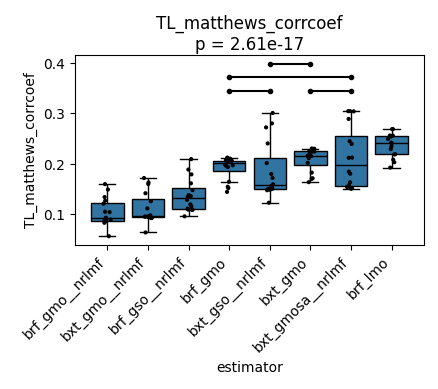 TL_matthews_corrcoef
p = 2.61e-17
TL_matthews_corrcoef
0.4
0.3
0.2
0.1
brf_gmo__nrlmf
bxt_gmo__nrlmf
brf_gso__nrlmf
brf_gmo
bxt_gso__nrlmf
bxt_gmo
bxt_gmosa__nrlmf
brf_lmo
estimator